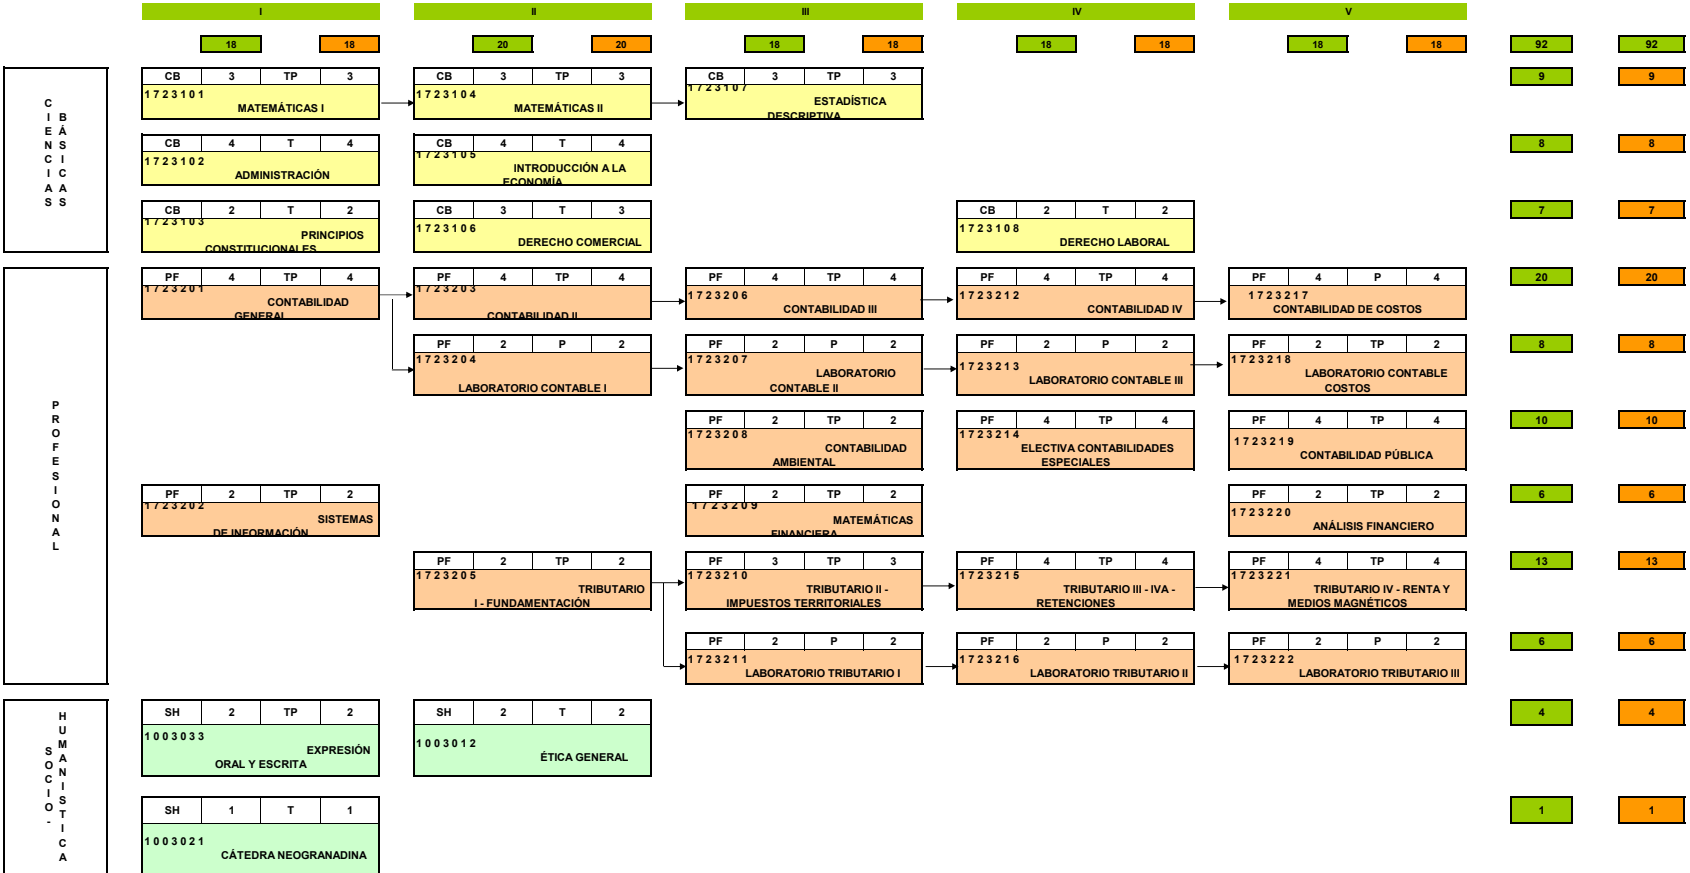 I II III IV V
18 18 20 20 18 18 18 18 18 18 92 92
CIENCIAS BÁSICAS
CB 3 TP 3
1723101
MATEMÁTICAS I
CB 3 TP 3
1723104
MATEMÁTICAS II
CB 3 TP 3
1723107
ESTADÍSTICA
DESCRIPTIVA
9 9
CB 4 T 4
1723102
ADMINISTRACIÓN
CB 4 T 4
1723105
INTRODUCCIÓN A LA
ECONOMÍA
8 8
CB 2 T 2
1723103
PRINCIPIOS
CONSTITUCIONALES
CB 3 T 3
1723106
DERECHO COMERCIAL
CB 2 T 2
1723108
DERECHO LABORAL
7 7
PROFESIONAL
PF 4 TP 4
1723201
CONTABILIDAD
GENERAL
PF 4 TP 4
1723203
CONTABILIDAD II
PF 4 TP 4
1723206
CONTABILIDAD III
PF 4 TP 4
1723212
CONTABILIDAD IV
PF 4 P 4
1723217
CONTABILIDAD DE COSTOS
20 20
PF 2 P 2
1723204
LABORATORIO CONTABLE I
PF 2 P 2
1723207
LABORATORIO
CONTABLE II
PF 2 P 2
1723213
LABORATORIO CONTABLE III
PF 2 TP 2
1723218
LABORATORIO CONTABLE
COSTOS
8 8
PF 2 TP 2
1723208
CONTABILIDAD
AMBIENTAL
PF 4 TP 4
1723214
ELECTIVA CONTABILIDADES
ESPECIALES
PF 4 TP 4
1723219
CONTABILIDAD PÚBLICA
10 10
PF 2 TP 2
1723202
SISTEMAS
DE INFORMACIÓN
PF 2 TP 2
1723209
MATEMÁTICAS
FINANCIERA
PF 2 TP 2
1723220
ANÁLISIS FINANCIERO
6 6
PF 2 TP 2
1723205
TRIBUTARIO
I - FUNDAMENTACIÓN
PF 3 TP 3
1723210
TRIBUTARIO II -
IMPUESTOS TERRITORIALES
PF 4 TP 4
1723215
TRIBUTARIO III - IVA -
RETENCIONES
PF 4 TP 4
1723221
TRIBUTARIO IV - RENTA Y
MEDIOS MAGNÉTICOS
13 13
PF 2 P 2
1723211
LABORATORIO TRIBUTARIO I
PF 2 P 2
1723216
LABORATORIO TRIBUTARIO II
PF 2 P 2
1723222
LABORATORIO TRIBUTARIO III
6 6
SOCIO-HUMANISTICA
SH 2 TP 2
1003033
EXPRESIÓN
ORAL Y ESCRITA
SH 2 T 2
1003012
ÉTICA GENERAL
4 4
SH 1 T 1
1003021
CÁTEDRA NEOGRANADINA
1 1